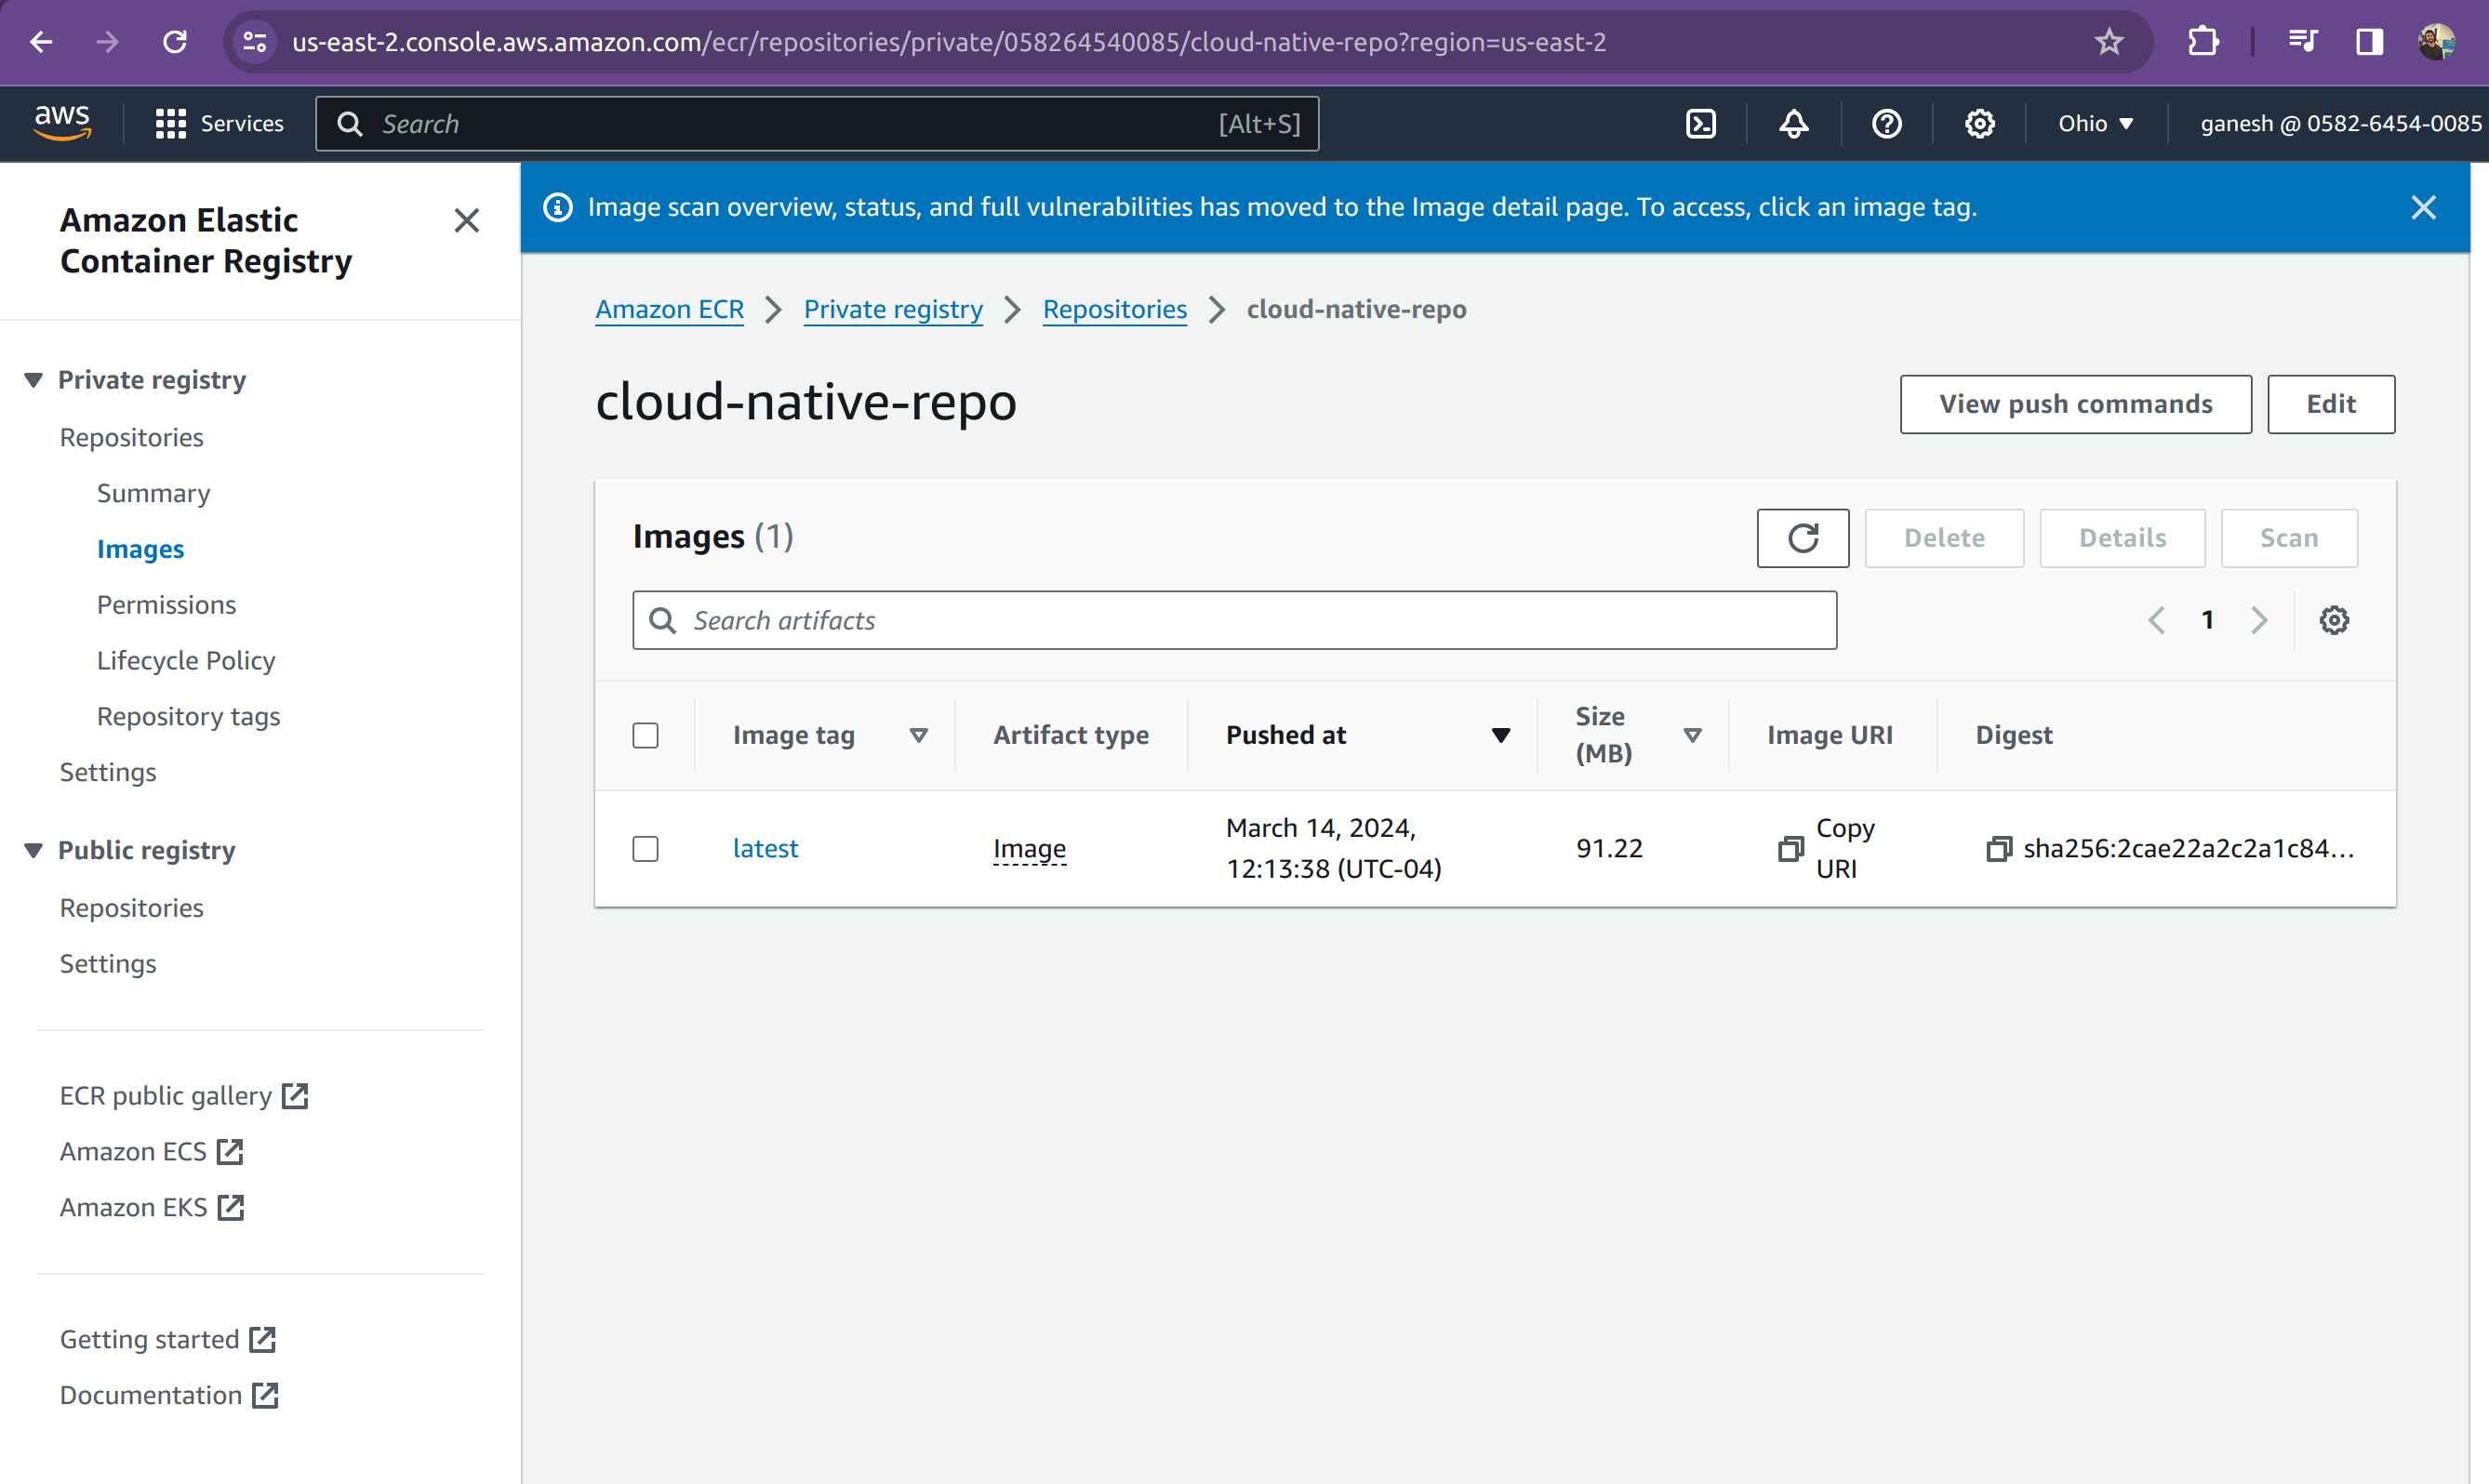 us-east-2.console.aws.amazon.com/ecr/repositories/private/058264540085/cloud-native-repo?region=us-east-2
aws
Services
Search
[Alt+S]
Ohio
ganesh @ 0582-6454-0085
Amazon Elastic
Container Registry
Private registry
Repositories
Summary
Images
Permissions
Lifecycle Policy
Repository tags
Settings
Public registry
Repositories
Settings
ECR public gallery
Amazon ECS
Amazon EKS
Getting started
Documentation
Image scan overview, status, and full vulnerabilities has moved to the Image detail page. To access, click an image tag.
Amazon ECR
Private registry
Repositories
cloud-native-repo
cloud-native-repo
View push commands
Edit
Images (1)
Delete
Details
Scan
Search artifacts
1
Image tag
Artifact type
Pushed at
Size
(MB)
Image URI
Digest
latest
Image
March 14, 2024,
12:13:38 (UTC-04)
91.22
Copy
URI
sha256:2cae22a2c2a1c84...